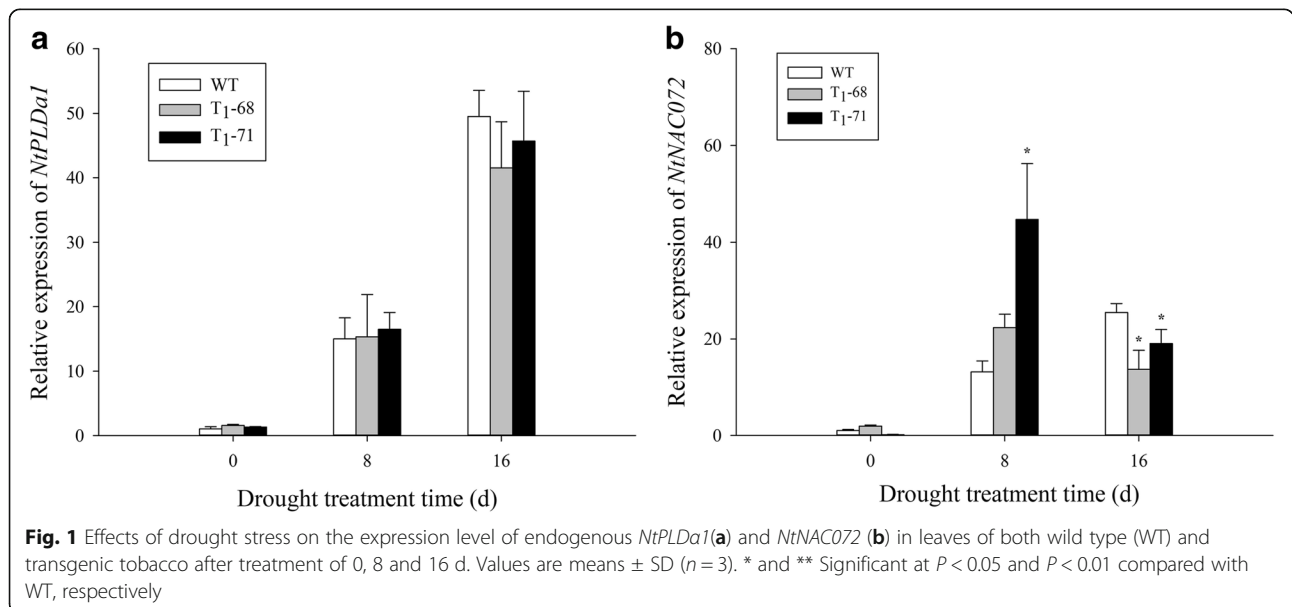 a
60
50
40
30
20
10
0
Relative expression of NtPLDa1
WT
T1-68
T1-71
0 8 16
Drought treatment time (d)
b
80
60
40
20
0
Relative expression of NtNAC072
WT
T1-68
T1-71
*
* *
0 8 16
Drought treatment time (d)
Fig. 1 Effects of drought stress on the expression level of endogenous NtPLDα1(a) and NtNAC072 (b) in leaves of both wild type (WT) and
transgenic tobacco after treatment of 0, 8 and 16 d. Values are means ± SD (n = 3). * and ** Significant at P < 0.05 and P < 0.01 compared with
WT, respectively